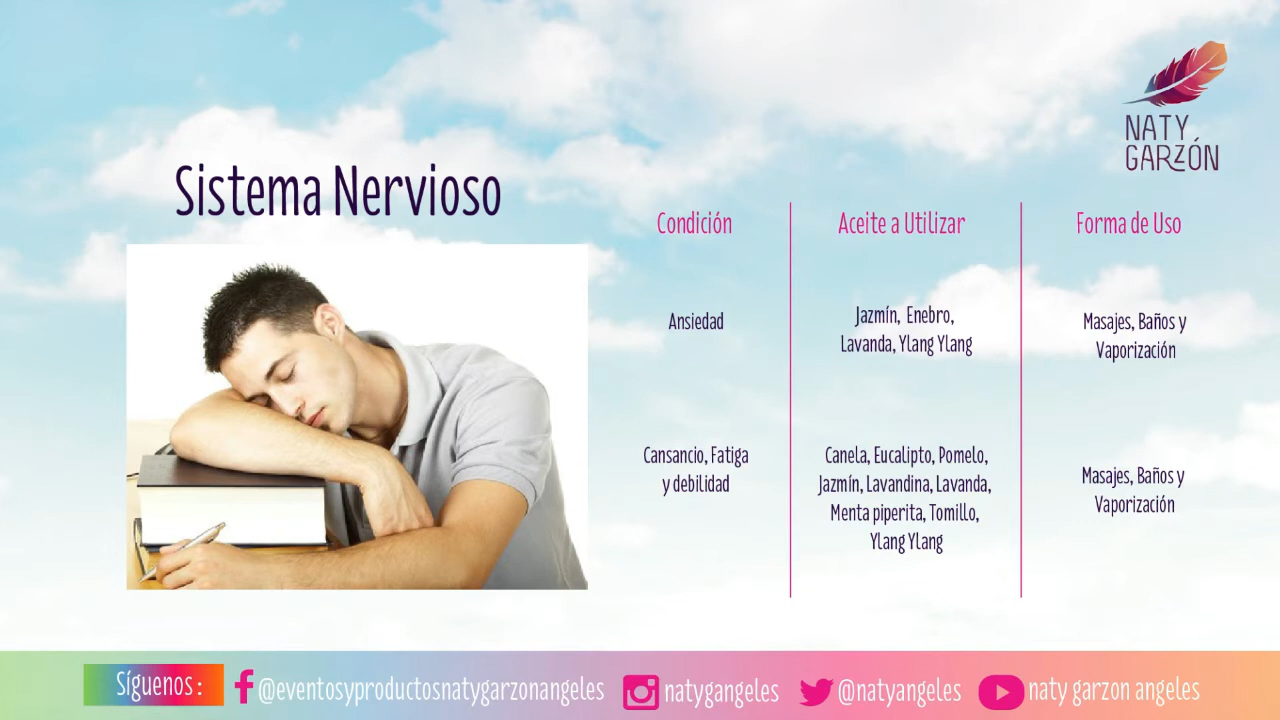 NATY
GARZÓN
Sistema Nervioso
Condición
Aceite a Utilizar
Forma de Uso
Ansiedad
Jazmín, Enebro,
Lavanda, Ylang Ylang
Masajes, Baños y
Vaporización
Cansancio, Fatiga
y debilidad
Canela, Eucalipto, Pomelo,
Jazmín, Lavandina, Lavanda,
Menta piperita, Tomillo,
Ylang Ylang
Masajes, Baños y
Vaporización
Síguenos:
@eventosyproductosnatygarzonangeles
natygangeles
@natyangeles
naty garzon angeles